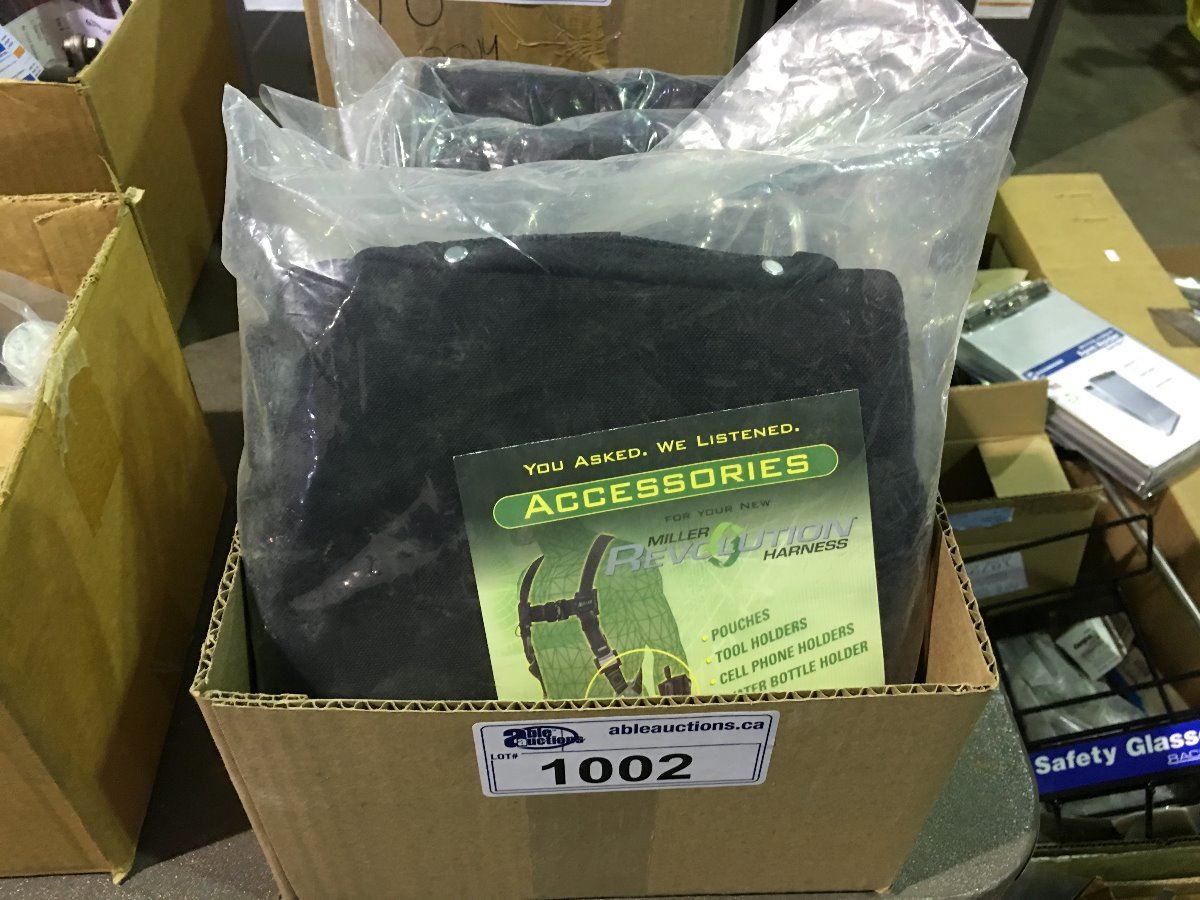 You Asked. We Listened.
Accessories
FOR YOUR NEW
MILLER
REVOLUTION
HARNESS
POUCHES
TOOL HOLDERS
CELL PHONE HOLDERS
WATER BOTTLE HOLDER
able auctions
ableauctions.ca
LOT#
1002
Safety Glass